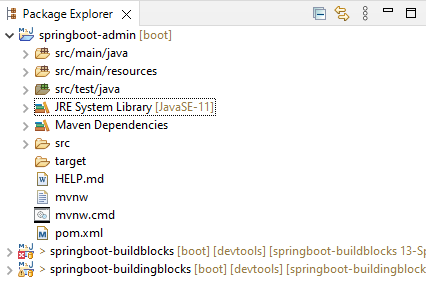 Package Explorer
springboot-admin [boot]
src/main/java
src/main/resources
src/test/java
JRE System Library [JavaSE-11]
Maven Dependencies
src
target
HELP.md
mvnw
mvnw.cmd
pom.xml
> springboot-buildblocks [boot] [devtools] [springboot-buildblocks 13-Sp
> springboot-buildingblocks [boot] [devtools] [springboot-buildingblock